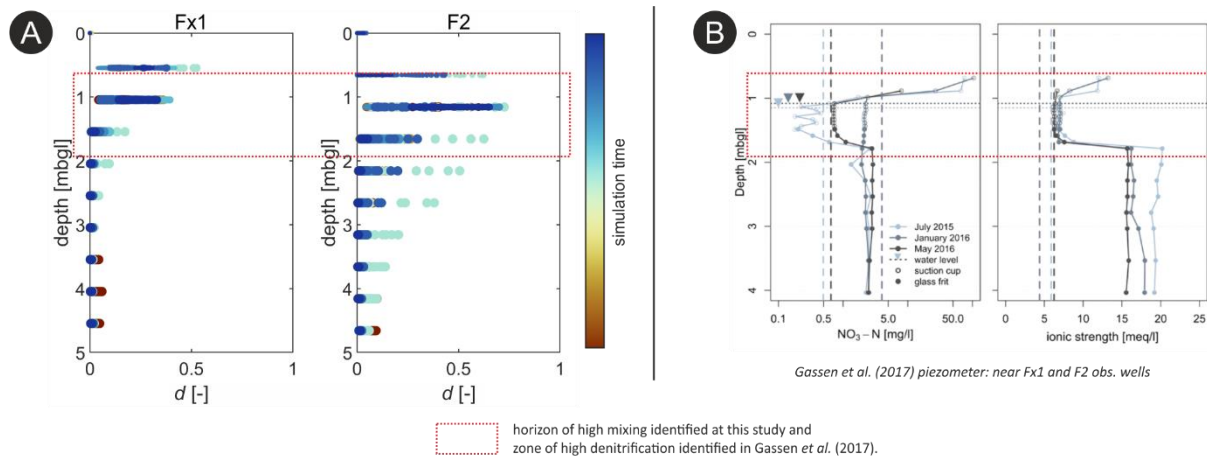 A
Fx1
F2
0
1
2
3
4
5
depth [mbgl]
0
0.5
1
d [-]
0
1
2
3
4
5
depth [mbgl]
0
0.5
1
d [-]
simulation time
B
0
1
2
3
4
Depth [mbgl]
July 2015
January 2016
May 2016
water level
suction cup
glass frit
0.1
0.5
5.0
50.0
NO₃ − N [mg/l]
0
5
10
15
20
25
ionic strength [meq/l]
Gassen et al. (2017) piezometer: near Fx1 and F2 obs. wells
horizon of high mixing identified at this study and
zone of high denitrification identified in Gassen et al. (2017).